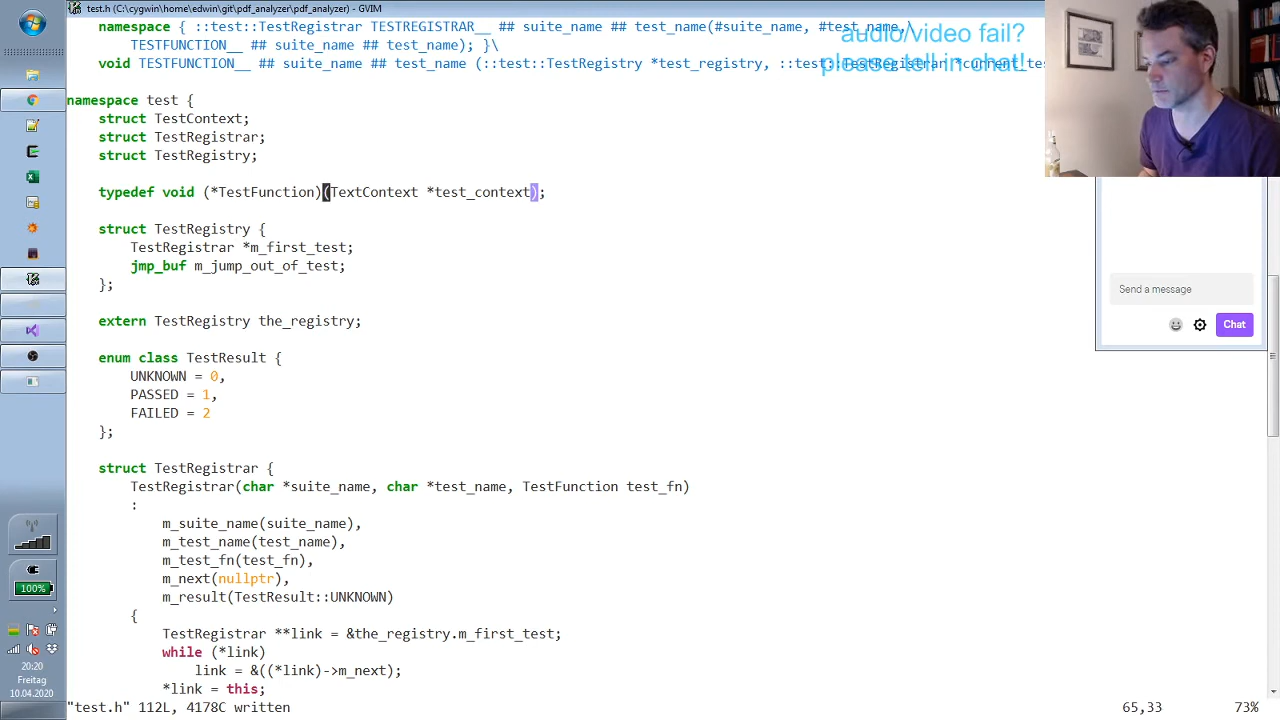 test.h (C:\cygwin\home\edwin\git\pdf_analyzer\pdf_analyzer) - GVIM
namespace { ::test::TestRegistrar TESTREGISTRAR__ ## suite_name ## test_name(#suite_name, #test_name,\
TESTFUNCTION__ ## suite_name ## test_name); }\
void TESTFUNCTION__ ## suite_name ## test_name (::test::TestRegistry *test_registry, ::test::TestRegistrar *current_tes
audio/video fail?
please tell in chat!
namespace test {
struct TestContext;
struct TestRegistrar;
struct TestRegistry;
typedef void (*TestFunction)(TextContext *test_context);
struct TestRegistry {
TestRegistrar *m_first_test;
jmp_buf m_jump_out_of_test;
};
extern TestRegistry the_registry;
enum class TestResult {
UNKNOWN = 0,
PASSED = 1,
FAILED = 2
};
struct TestRegistrar {
TestRegistrar(char *suite_name, char *test_name, TestFunction test_fn)
:
m_suite_name(suite_name),
m_test_name(test_name),
m_test_fn(test_fn),
m_next(nullptr),
m_result(TestResult::UNKNOWN)
{
TestRegistrar **link = &the_registry.m_first_test;
while (*link)
link = &((*link)->m_next);
*link = this;
"test.h" 112L, 4178C written
65,33
73%
Send a message
Chat
100%
20:20
Freitag
10.04.2020